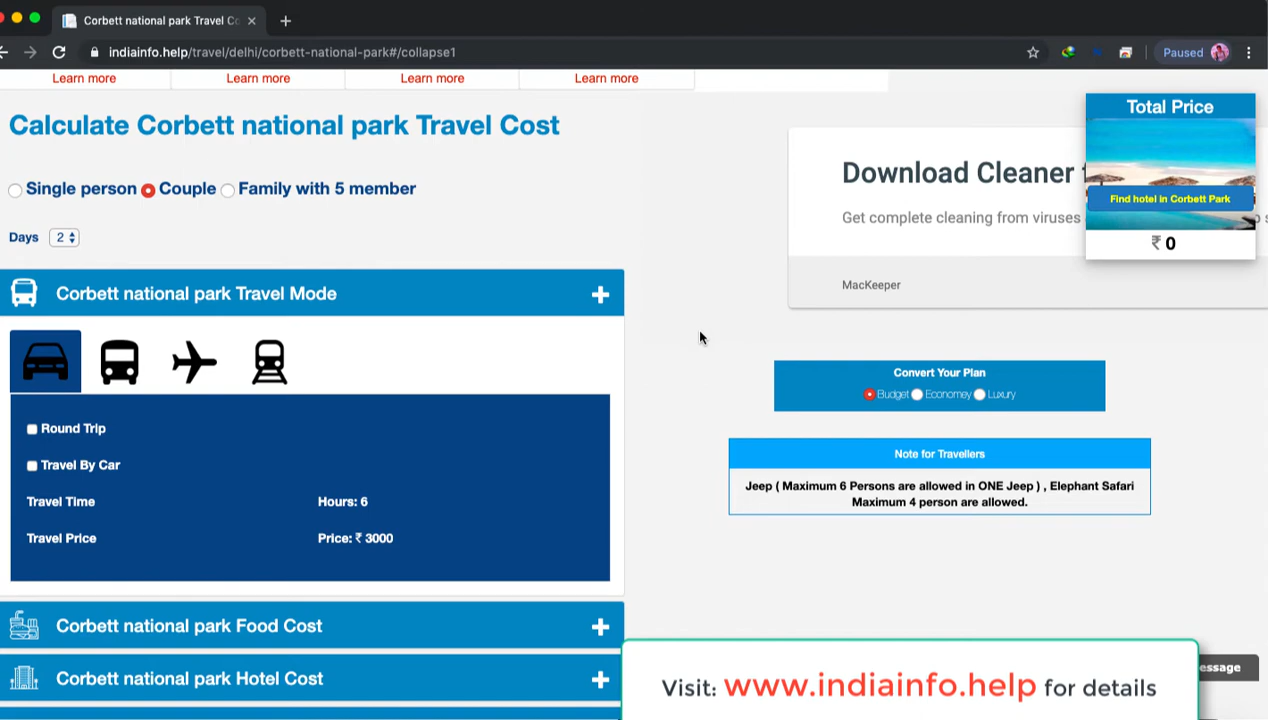 Corbett national park Travel Co
indiainfo.help/travel/delhi/corbett-national-park#/collapse1
Paused
Learn more
Learn more
Learn more
Learn more
Calculate Corbett national park Travel Cost
Single person Couple Family with 5 member
Days 2
Corbett national park Travel Mode
Round Trip
Travel By Car
Travel Time Hours: 6
Travel Price Price: ₹ 3000
Corbett national park Food Cost
Corbett national park Hotel Cost
Download Cleaner
Get complete cleaning from viruses
MacKeeper
Total Price
Find hotel in Corbett Park
₹ 0
Convert Your Plan
Budget Economey Luxury
Note for Travellers
Jeep ( Maximum 6 Persons are allowed in ONE Jeep ) , Elephant Safari
Maximum 4 person are allowed.
essage
Visit: www.indiainfo.help for details